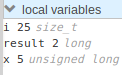 local variables
i 25 size_t
result 2 long
x 5 unsigned long